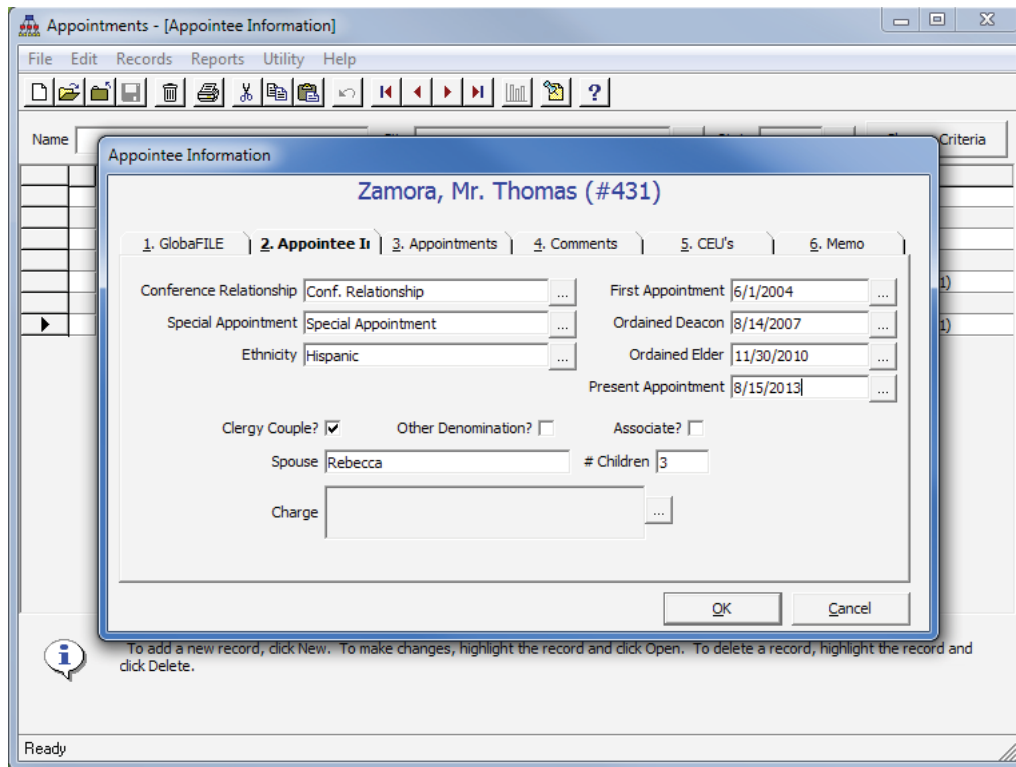 Appointments - [Appointee Information]
File Edit Records Reports Utility Help
?
Name Criteria
Appointee Information
Zamora, Mr. Thomas (#431)
1. GlobaFILE 2. Appointee I 3. Appointments 4. Comments 5. CEU's 6. Memo
Conference Relationship Conf. Relationship ... First Appointment 6/1/2004 ...
1)
Special Appointment Special Appointment ... Ordained Deacon 8/14/2007 ...
1)
Ethnicity Hispanic ... Ordained Elder 11/30/2010 ...
Present Appointment 8/15/2013 ...
Clergy Couple? Other Denomination? Associate?
Spouse Rebecca # Children 3
Charge ...
OK Cancel
i
To add a new record, click New. To make changes, highlight the record and click Open. To delete a record, highlight the record and
click Delete.
Ready